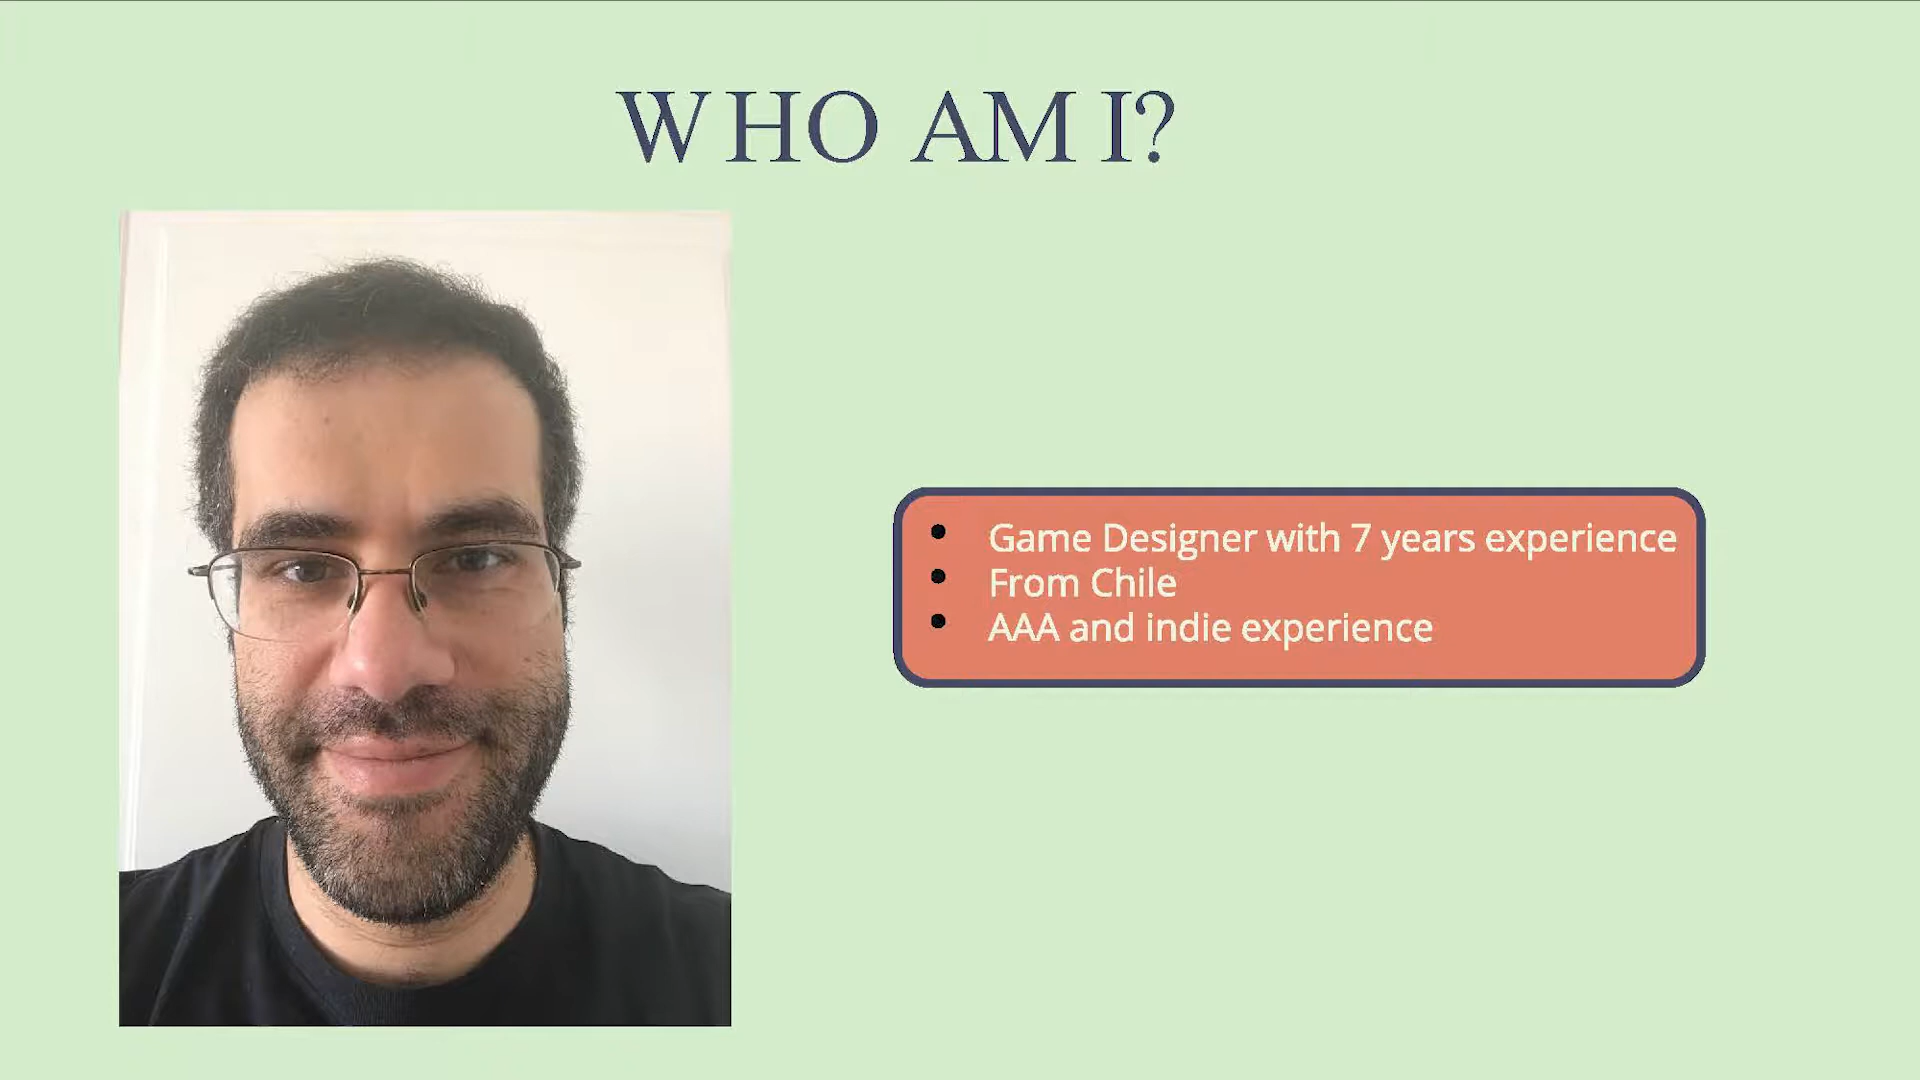 WHO AM I?
• Game Designer with 7 years experience
• From Chile
• AAA and indie experience